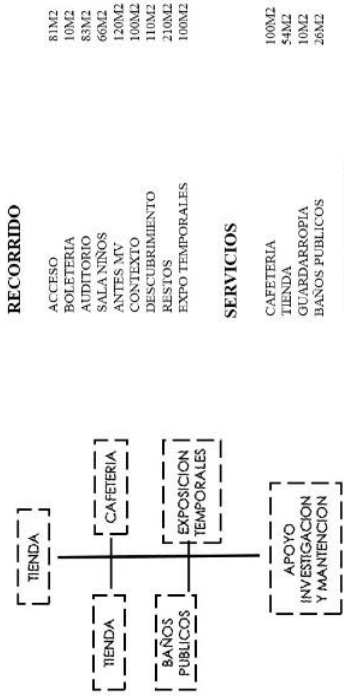 TIENDA
TIENDA
CAFETERIA
BAÑOS
PUBLICOS
EXPOSICION
TEMPORALES
APOYO
INVESTIGACION
Y MANTENCION
RECORRIDO
ACCESO 81M2
BOLETERIA 10M2
AUDITORIO 83M2
SALA NIÑOS 66M2
ANTES MV 120M2
CONTEXTO 100M2
DESCUBRIMIENTO 110M2
RESTOS 210M2
EXPO TEMPORALES 100M2
SERVICIOS
CAFETERIA 100M2
TIENDA 54M2
GUARDARROPIA 10M2
BAÑOS PUBLICOS 26M2